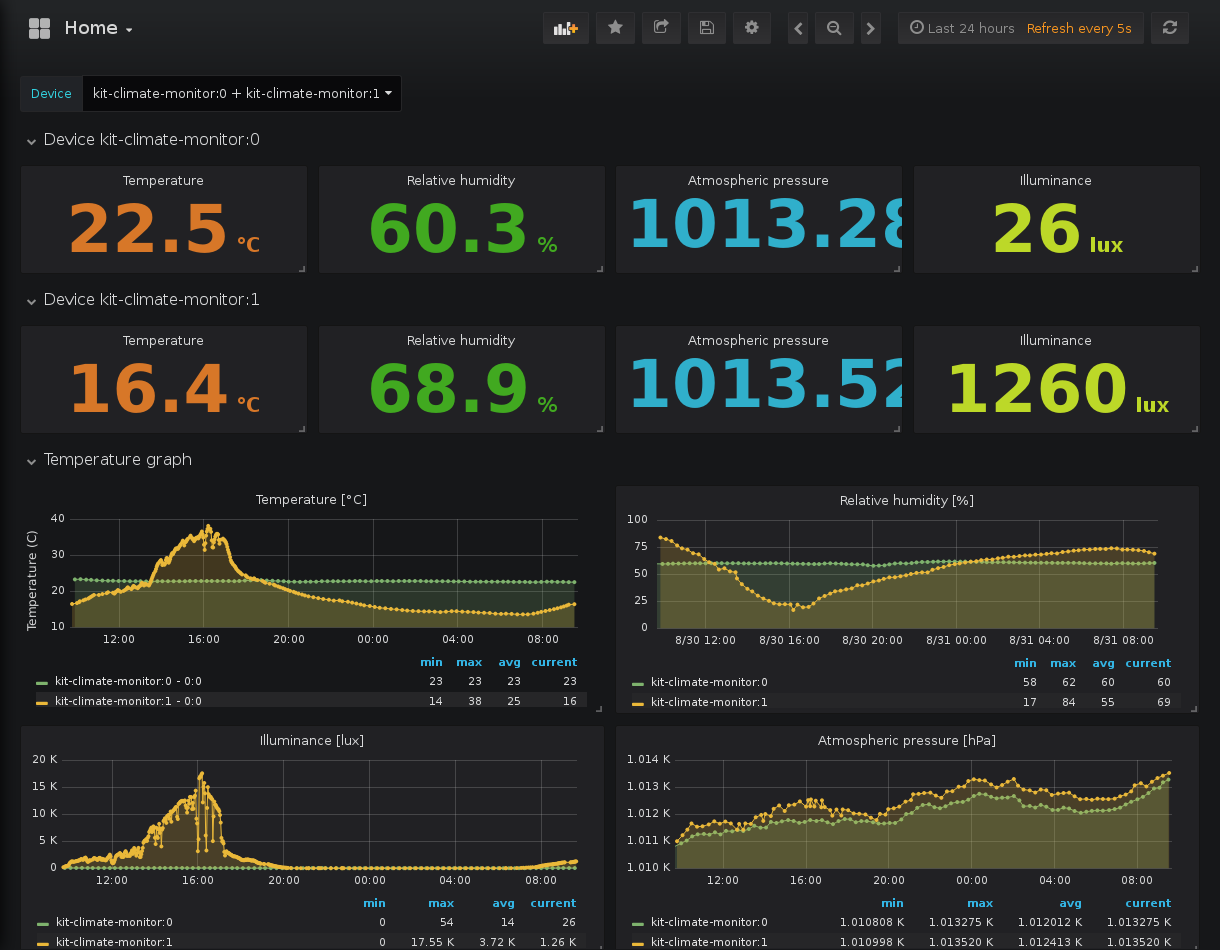 Home
Last 24 hours Refresh every 5s
Device kit-climate-monitor:0 + kit-climate-monitor:1
Device kit-climate-monitor:0
Temperature Relative humidity Atmospheric pressure Illuminance
22.5 °C 60.3 % 1013.28 26 lux
Device kit-climate-monitor:1
Temperature Relative humidity Atmospheric pressure Illuminance
16.4 °C 68.9 % 1013.52 1260 lux
Temperature graph
Temperature [°C]
Temperature (C)
40
30
20
10
12:00 16:00 20:00 00:00 04:00 08:00
min max avg current
kit-climate-monitor:0 - 0:0 23 23 23 23
kit-climate-monitor:1 - 0:0 14 38 25 16
Relative humidity [%]
100
75
50
25
0
8/30 12:00 8/30 16:00 8/30 20:00 8/31 00:00 8/31 04:00 8/31 08:00
min max avg current
kit-climate-monitor:0 58 62 60 60
kit-climate-monitor:1 17 84 55 69
Illuminance [lux]
20 K
15 K
10 K
5 K
0
12:00 16:00 20:00 00:00 04:00 08:00
min max avg current
kit-climate-monitor:0 0 54 14 26
kit-climate-monitor:1 0 17.55 K 3.72 K 1.26 K
Atmospheric pressure [hPa]
1.014 K
1.013 K
1.012 K
1.011 K
1.010 K
12:00 16:00 20:00 00:00 04:00 08:00
min max avg current
kit-climate-monitor:0 1.010808 K 1.013275 K 1.012012 K 1.013275 K
kit-climate-monitor:1 1.010998 K 1.013520 K 1.012413 K 1.013520 K